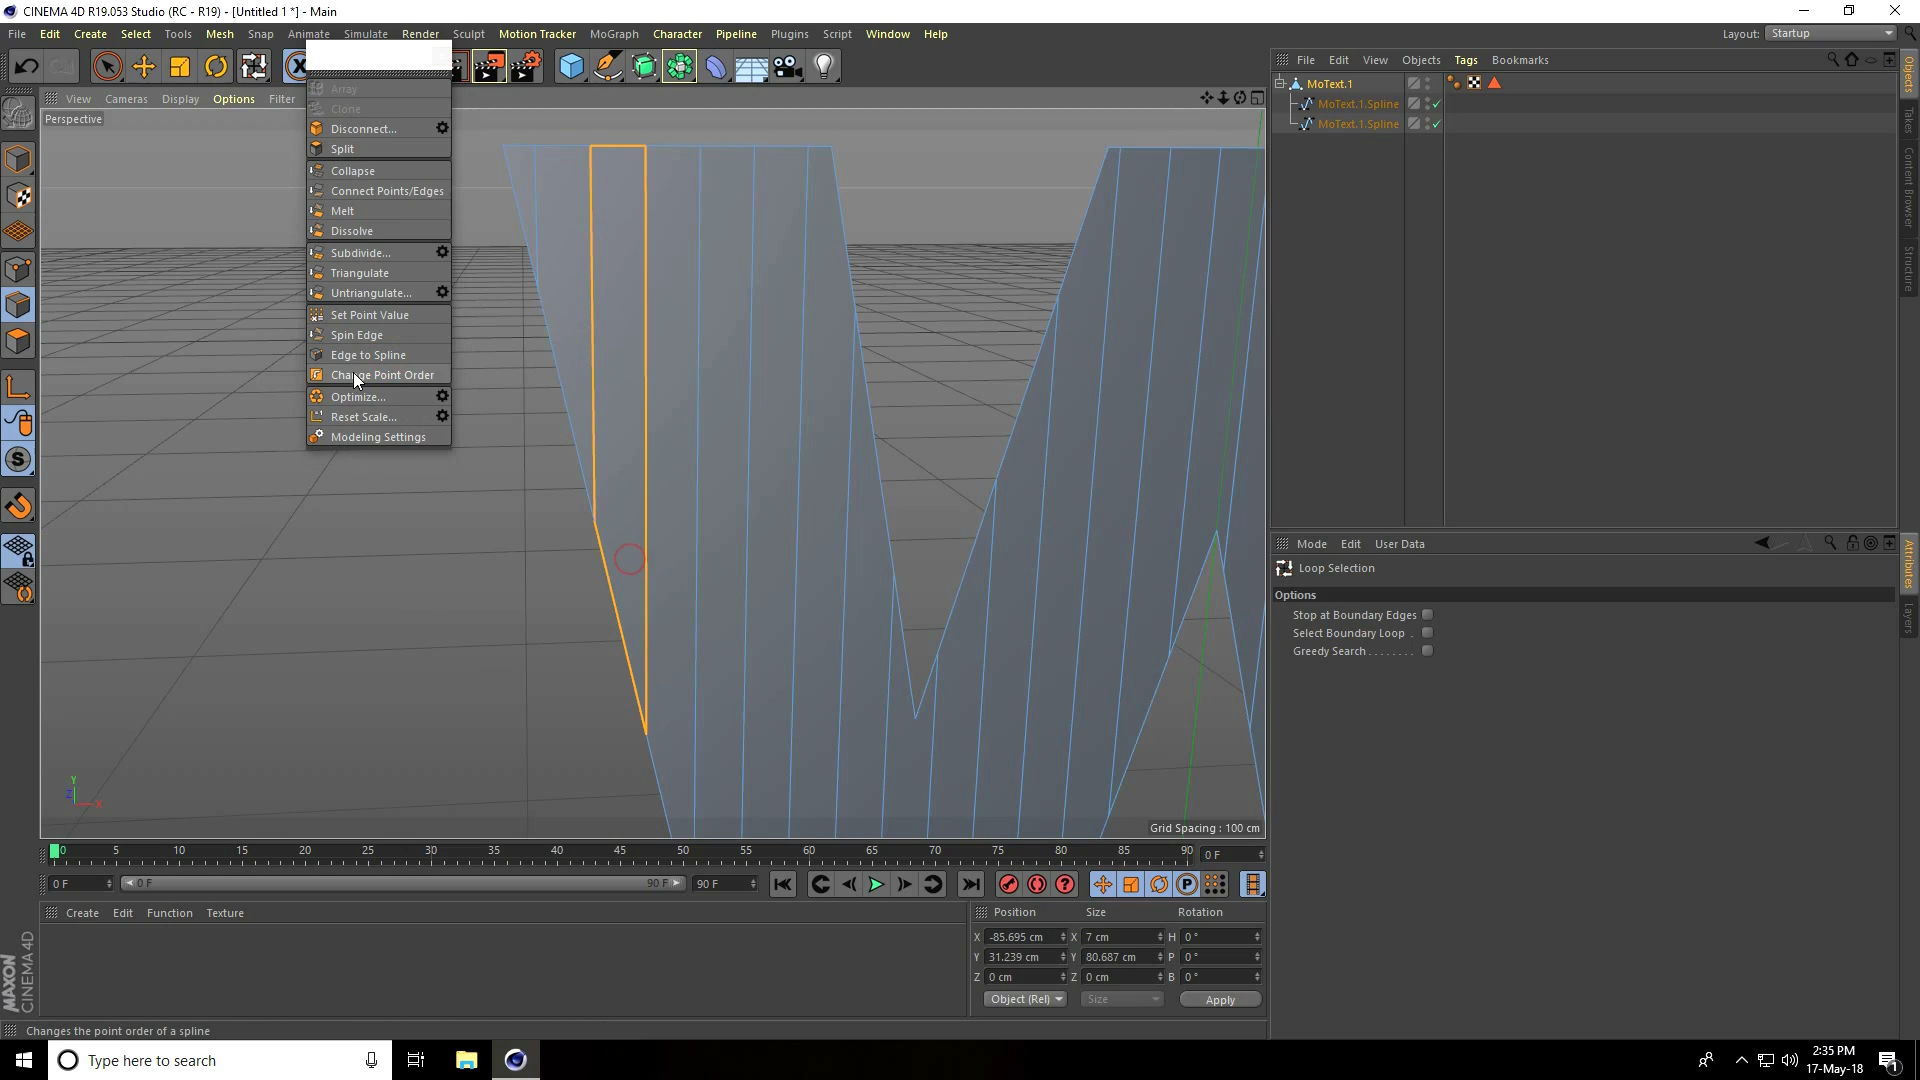 CINEMA 4D R19.053 Studio (RC - R19) - [Untitled 1 *] - Main
File Edit Create Select Tools Mesh Snap Animate Simulate Render Sculpt Motion Tracker MoGraph Character Pipeline Plugins Script Window Help
Layout: Startup
View Cameras Display Options Filter
Perspective
Array
Clone
Disconnect...
Split
Collapse
Connect Points/Edges
Melt
Dissolve
Subdivide...
Triangulate
Untriangulate...
Set Point Value
Spin Edge
Edge to Spline
Change Point Order
Optimize...
Reset Scale...
Modeling Settings
Y
Z
X
Grid Spacing : 100 cm
File Edit View Objects Tags Bookmarks
MoText.1
MoText.1.Spline
MoText.1.Spline
Objects
Takes
Content Browser
Structure
Mode Edit User Data
Loop Selection
Options
Stop at Boundary Edges
Select Boundary Loop .
Greedy Search . . . . . . . .
Attributes
Layers
0 5 10 15 20 25 30 35 40 45 50 55 60 65 70 75 80 85 90
0 F
0 F
0 F
90 F
90 F
Create Edit Function Texture
Position Size Rotation
X -85.695 cm X 7 cm H 0 °
Y 31.239 cm Y 80.687 cm P 0 °
Z 0 cm Z 0 cm B 0 °
Object (Rel) Size Apply
MAXON
CINEMA 4D
Changes the point order of a spline
Type here to search
2:35 PM
17-May-18
1